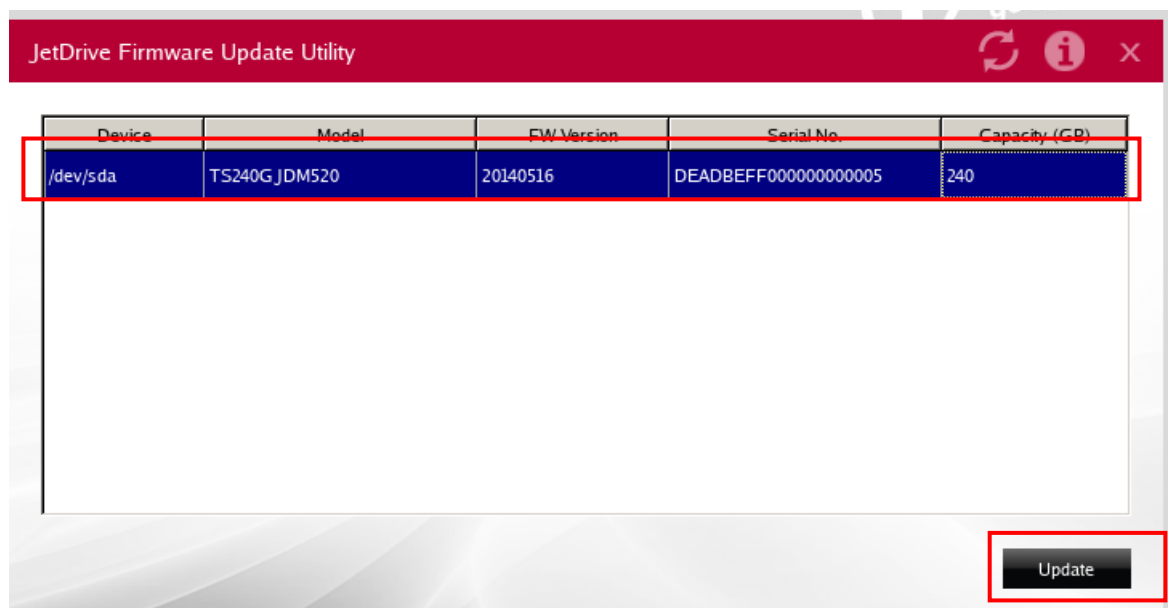 JetDrive Firmware Update Utility
Device Model FW Version Serial No. Capacity (GB)
/dev/sda TS240GJDM520 20140516 DEADBEFF000000000005 240
Update